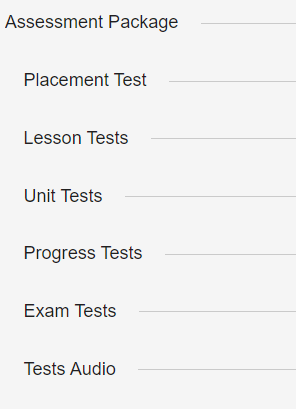 Assessment Package
Placement Test
Lesson Tests
Unit Tests
Progress Tests
Exam Tests
Tests Audio